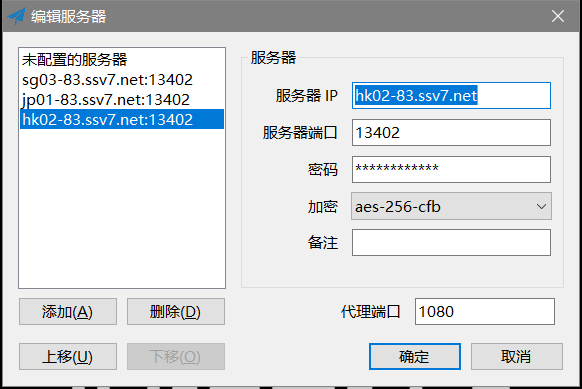 编辑服务器
未配置的服务器
sg03-83.ssv7.net:13402
jp01-83.ssv7.net:13402
hk02-83.ssv7.net:13402
服务器
服务器 IP
hk02-83.ssv7.net
服务器端口
13402
密码
************
加密
aes-256-cfb
备注
添加(A)
删除(D)
代理端口
1080
上移(U)
下移(O)
确定
取消